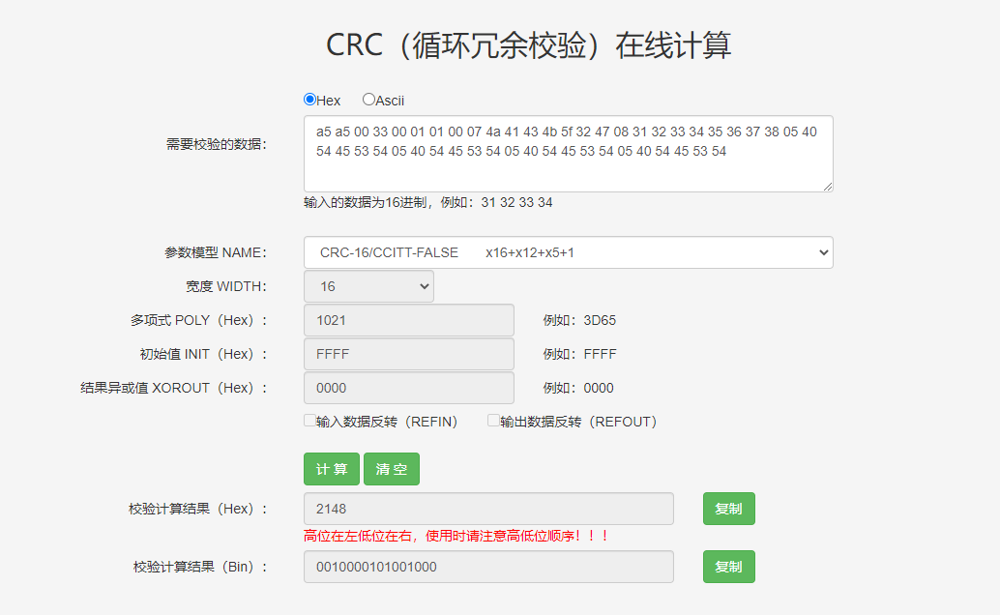 CRC（循环冗余校验）在线计算
Hex Ascii
需要校验的数据：
a5 a5 00 33 00 01 01 00 07 4a 41 43 4b 5f 32 47 08 31 32 33 34 35 36 37 38 05 40
54 45 53 54 05 40 54 45 53 54 05 40 54 45 53 54 05 40 54 45 53 54
输入的数据为16进制，例如：31 32 33 34
参数模型 NAME： CRC-16/CCITT-FALSE x16+x12+x5+1
宽度 WIDTH： 16
多项式 POLY（Hex）： 1021 例如：3D65
初始值 INIT（Hex）： FFFF 例如：FFFF
结果异或值 XOROUT（Hex）： 0000 例如：0000
输入数据反转（REFIN） 输出数据反转（REFOUT）
计 算 清 空
校验计算结果（Hex）： 2148 复制
高位在左低位在右，使用时请注意高低位顺序！！！
校验计算结果（Bin）： 0010000101001000 复制